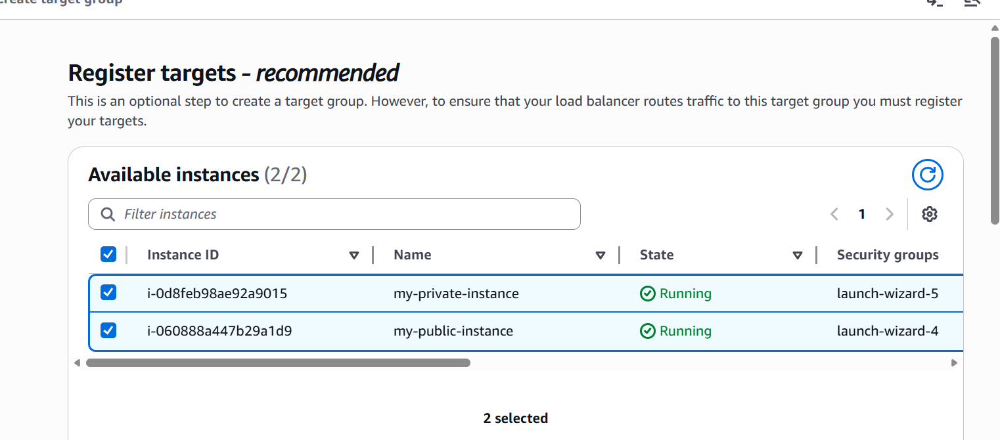 Create target group
Register targets - recommended
This is an optional step to create a target group. However, to ensure that your load balancer routes traffic to this target group you must register
your targets.
Available instances (2/2)
Filter instances
1
Instance ID Name State Security groups
i-0d8feb98ae92a9015 my-private-instance Running launch-wizard-5
i-060888a447b29a1d9 my-public-instance Running launch-wizard-4
2 selected